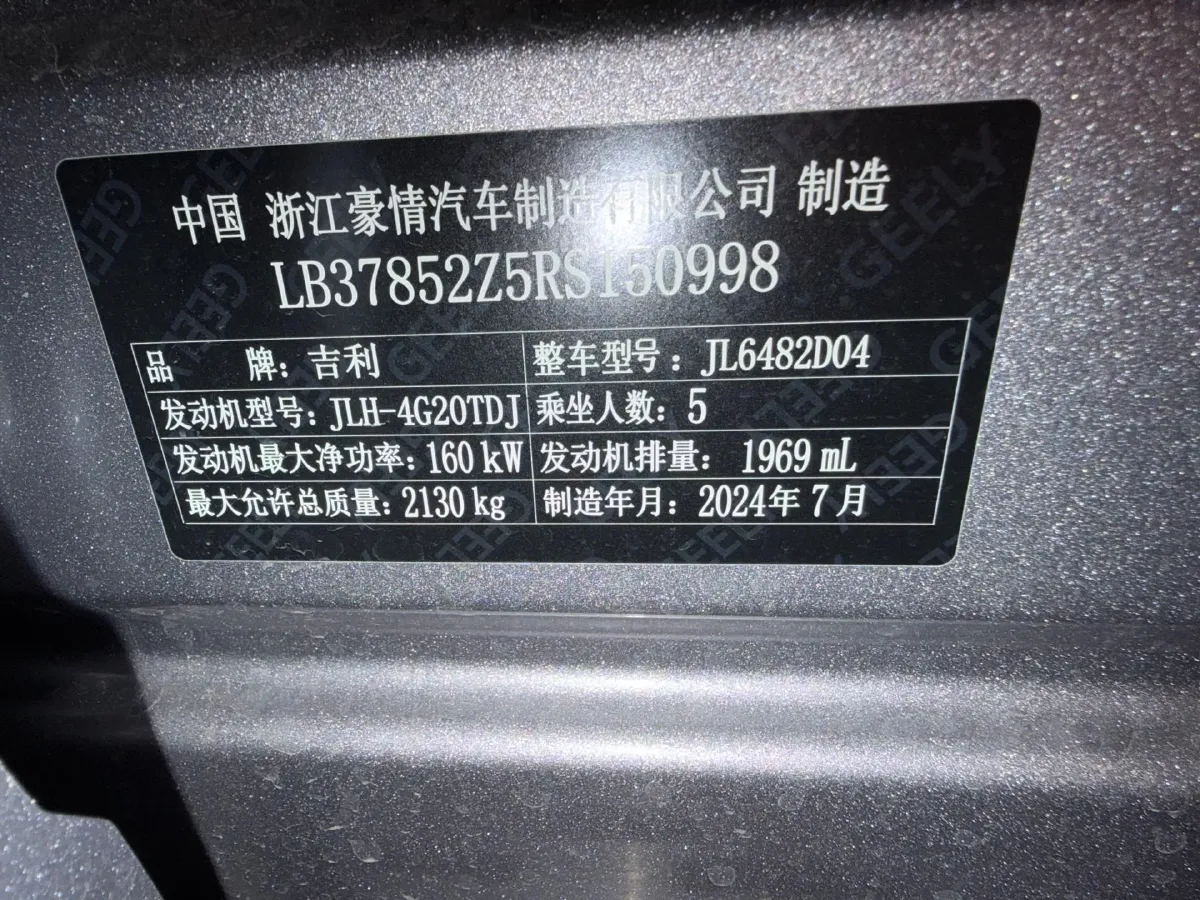 中国 浙江豪情汽车制造有限公司 制造
LB37852Z5RS150998
品 牌：吉利 整车型号：JL6482D04
发动机型号：JLH-4G20TDJ 乘坐人数：5
发动机最大净功率：160 kW 发动机排量：1969 mL
最大允许总质量：2130 kg 制造年月：2024年 7 月
GEELY